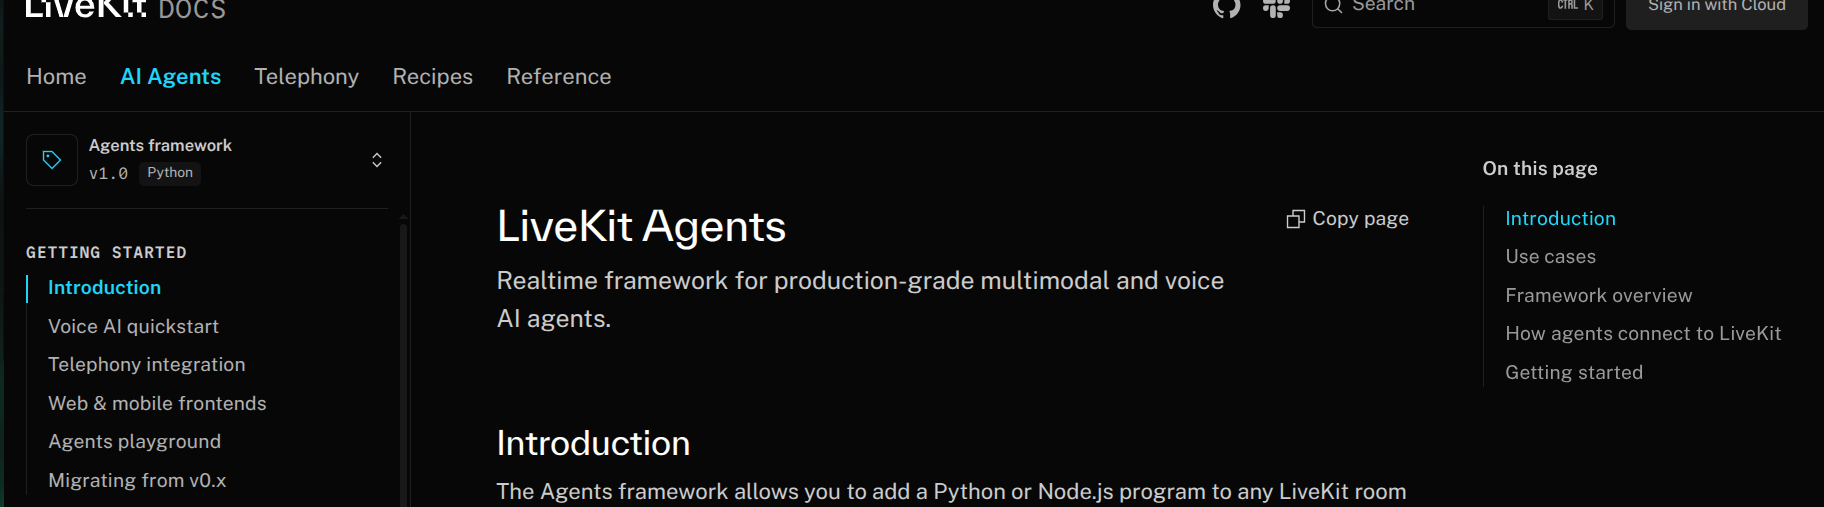 LiveKit DOCS
Search
CTRL K
Sign in with Cloud
Home
AI Agents
Telephony
Recipes
Reference
Agents framework
v1.0 Python
GETTING STARTED
Introduction
Voice AI quickstart
Telephony integration
Web & mobile frontends
Agents playground
Migrating from v0.x
LiveKit Agents
Copy page
Realtime framework for production-grade multimodal and voice
AI agents.
Introduction
The Agents framework allows you to add a Python or Node.js program to any LiveKit room
On this page
Introduction
Use cases
Framework overview
How agents connect to LiveKit
Getting started